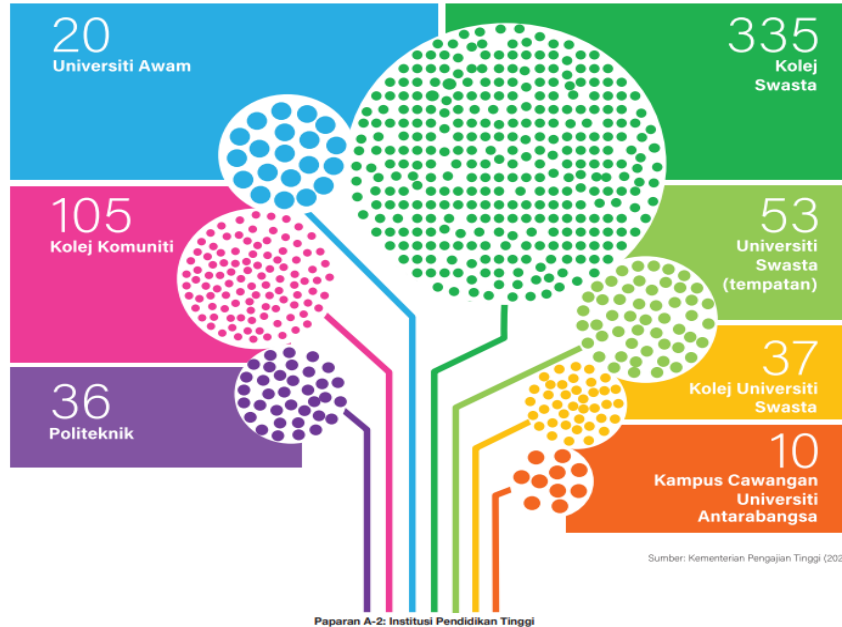 20
Universiti Awam
335
Kolej
Swasta
105
Kolej Komuniti
53
Universiti
Swasta
(tempatan)
36
Politeknik
37
Kolej Universiti
Swasta
10
Kampus Cawangan
Universiti
Antarabangsa
Sumber: Kementerian Pengajian Tinggi (202
Paparan A-2: Institusi Pendidikan Tinggi